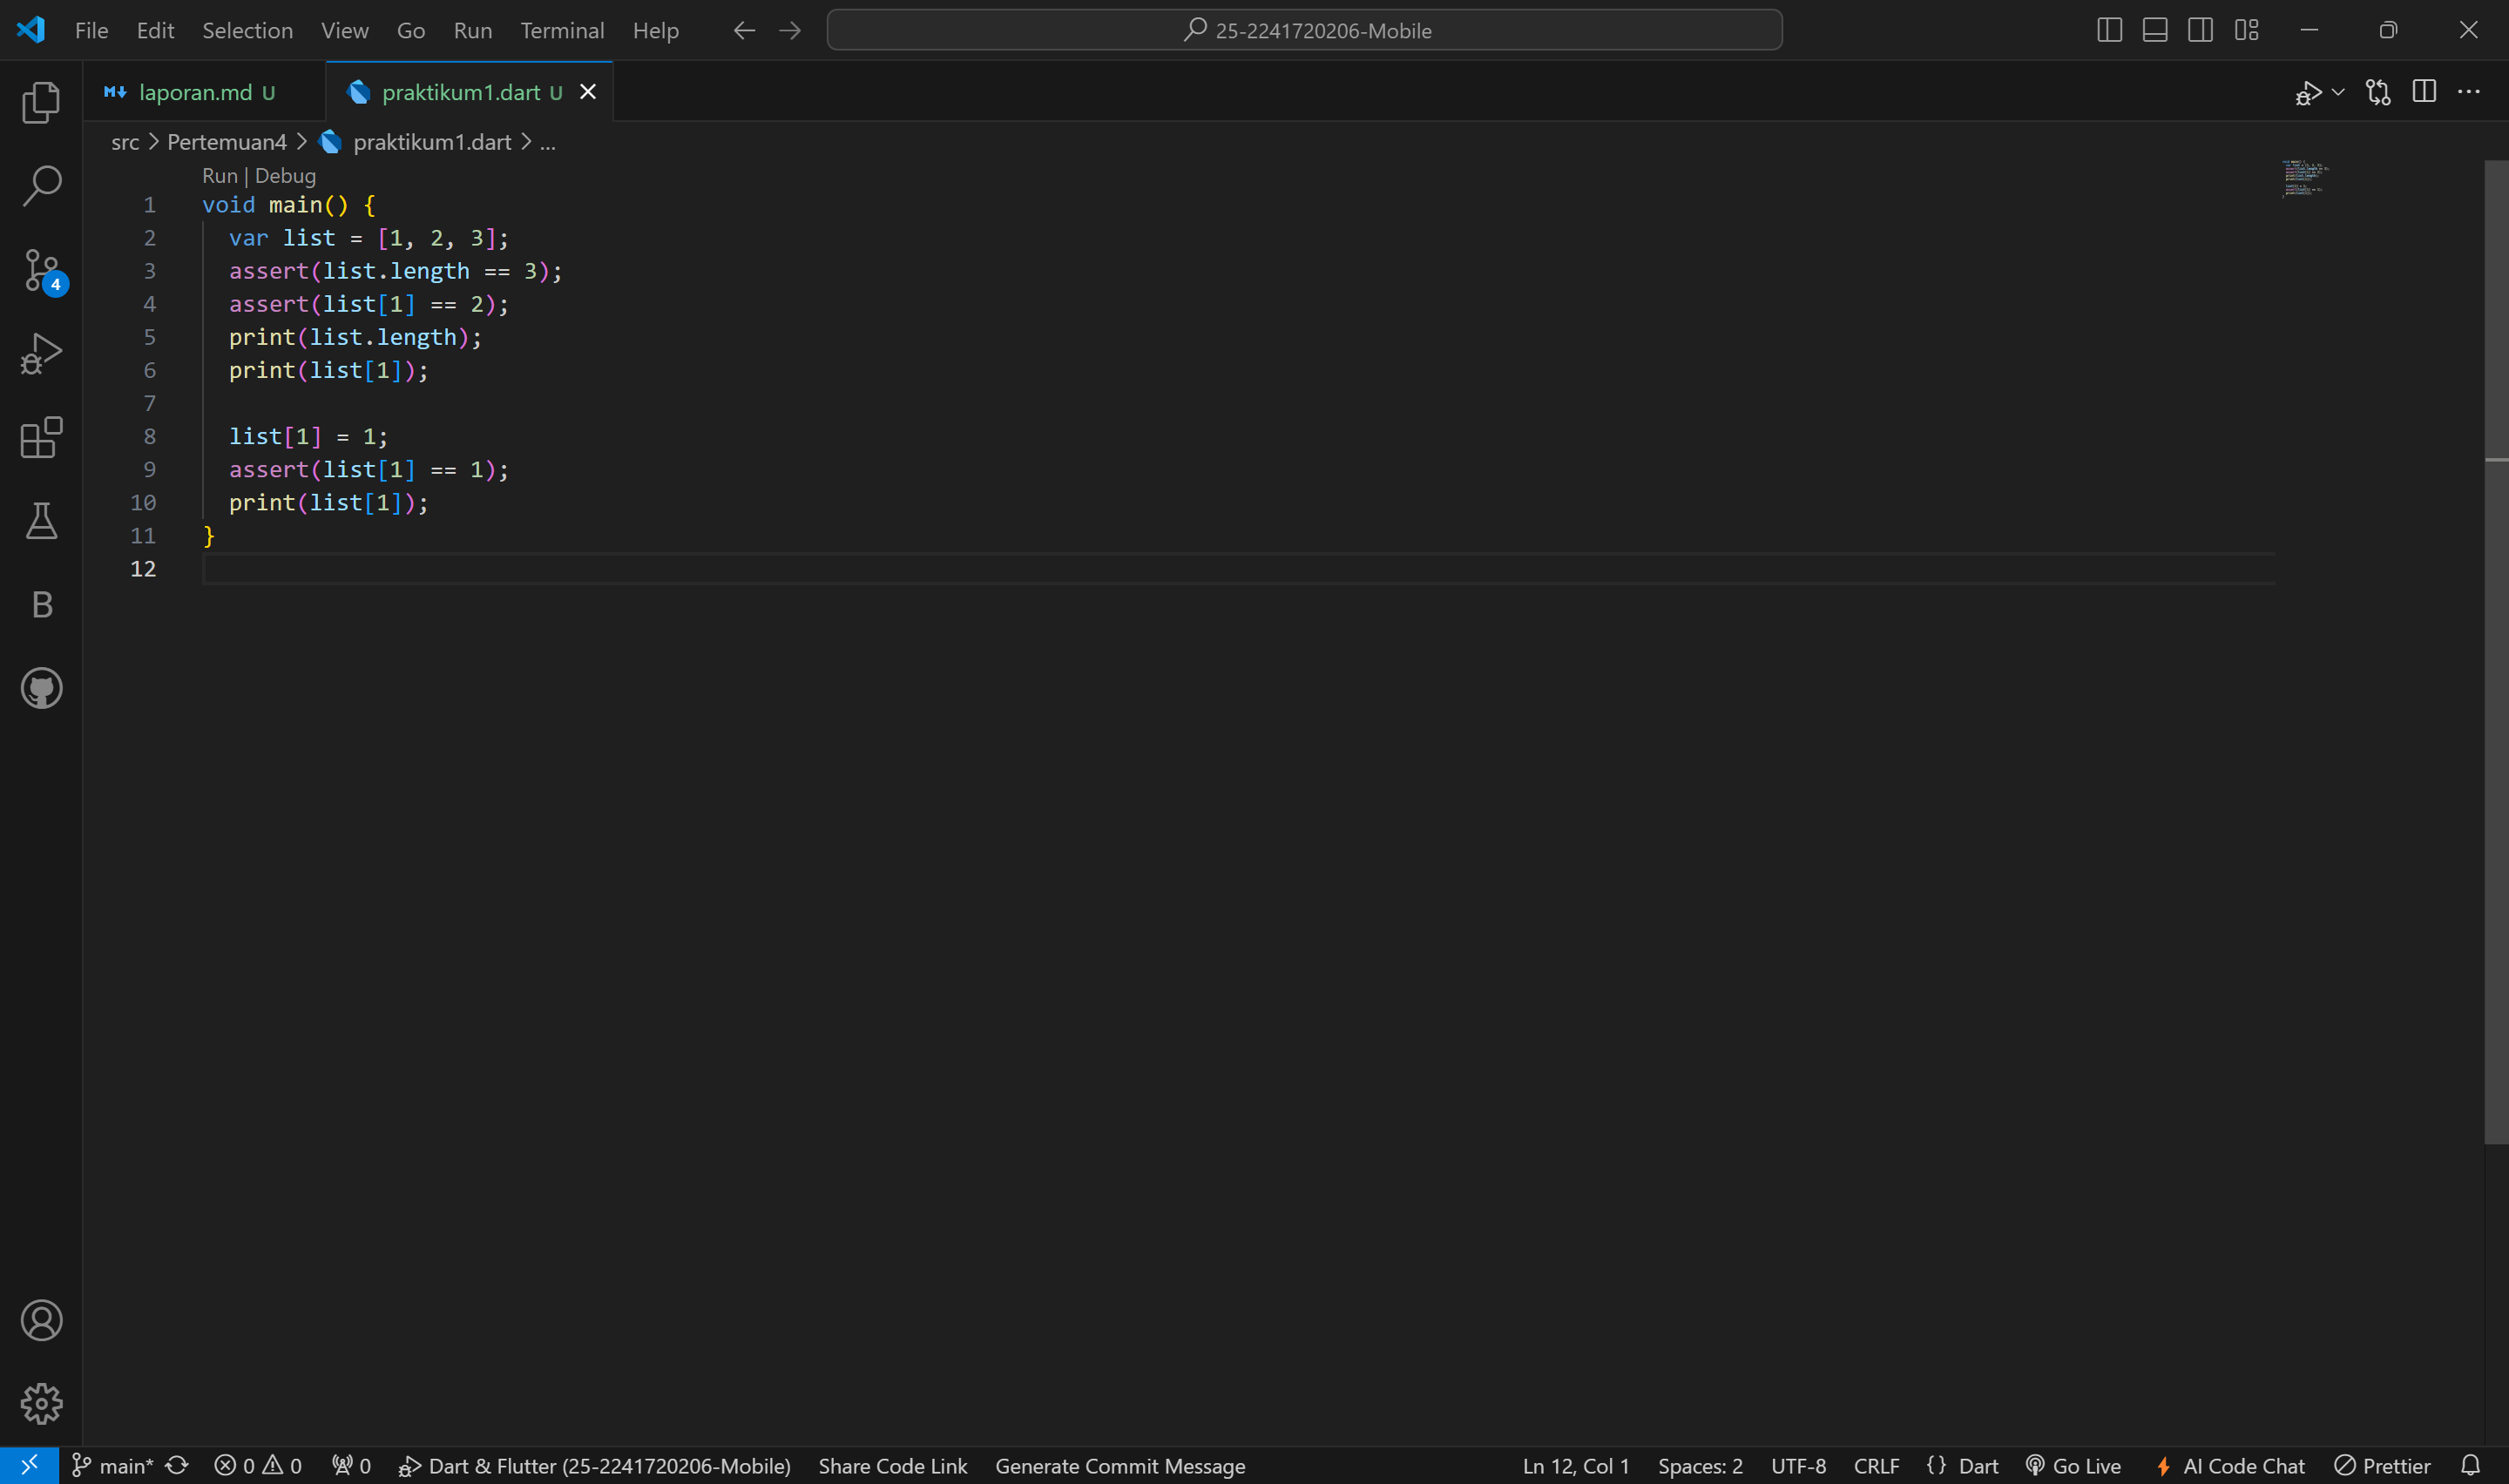 File Edit Selection View Go Run Terminal Help 25-2241720206-Mobile
laporan.md U praktikum1.dart U
src > Pertemuan4 > praktikum1.dart > ...
Run | Debug
1 void main() {
2 var list = [1, 2, 3];
3 assert(list.length == 3);
4 assert(list[1] == 2);
5 print(list.length);
6 print(list[1]);
7
8 list[1] = 1;
9 assert(list[1] == 1);
10 print(list[1]);
11 }
12
4
B
main* 0 0 0 Dart & Flutter (25-2241720206-Mobile) Share Code Link Generate Commit Message Ln 12, Col 1 Spaces: 2 UTF-8 CRLF {} Dart Go Live AI Code Chat Prettier